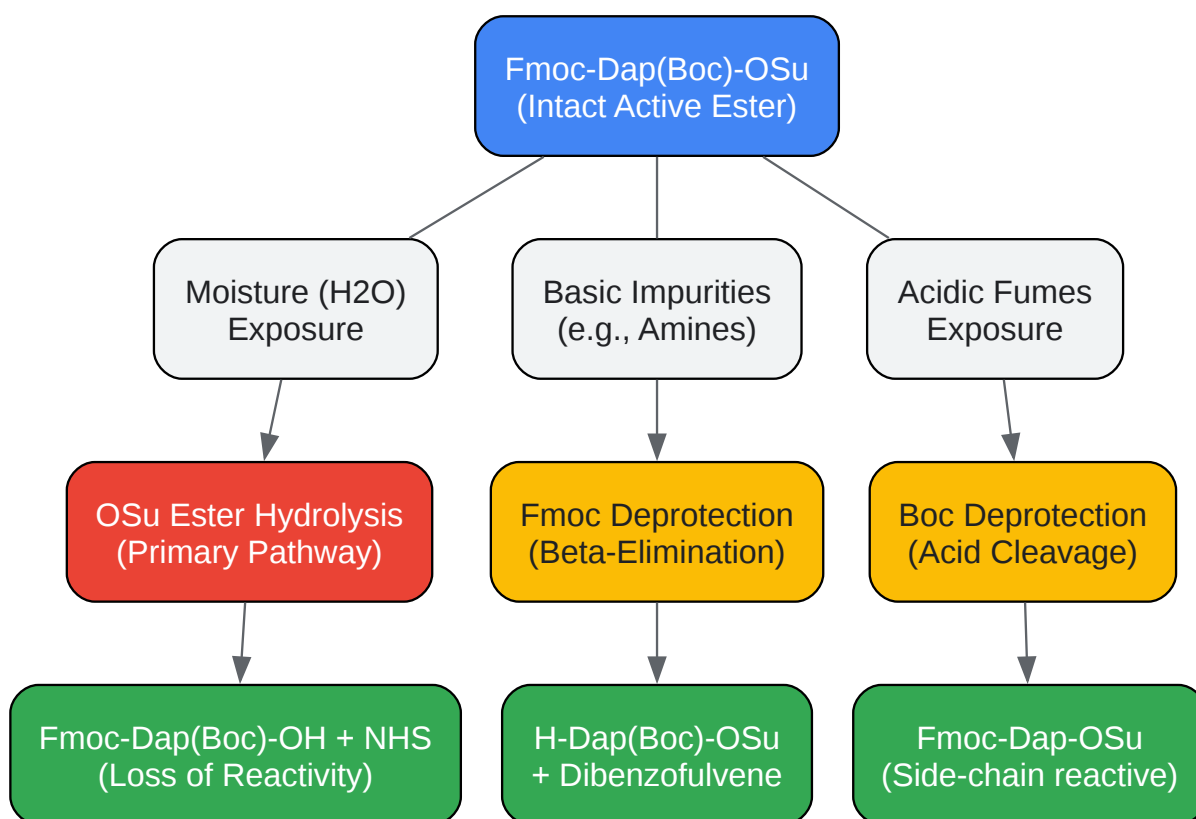 Fmoc-Dap(Boc)-OSu
(Intact Active Ester)
Moisture (H2O)
Exposure
Basic Impurities
(e.g., Amines)
Acidic Fumes
Exposure
OSu Ester Hydrolysis
(Primary Pathway)
Fmoc Deprotection
(Beta-Elimination)
Boc Deprotection
(Acid Cleavage)
Fmoc-Dap(Boc)-OH + NHS
(Loss of Reactivity)
H-Dap(Boc)-OSu
+ Dibenzofulvene
Fmoc-Dap-OSu
(Side-chain reactive)